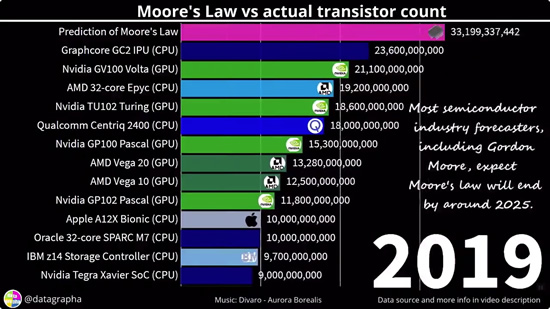 Moore's Law vs actual transistor count
Prediction of Moore's Law 33,199,337,442
Graphcore GC2 IPU (CPU) 23,600,000,000
Nvidia GV100 Volta (GPU) 21,100,000,000
AMD 32-core Epyc (CPU) AMD 19,200,000,000
Nvidia TU102 Turing (GPU) 18,600,000,000
Qualcomm Centriq 2400 (CPU) 18,000,000,000
Nvidia GP100 Pascal (GPU) 15,300,000,000
AMD Vega 20 (GPU) AMD 13,280,000,000
AMD Vega 10 (GPU) AMD 12,500,000,000
Nvidia GP102 Pascal (GPU) 11,800,000,000
Apple A12X Bionic (CPU) 10,000,000,000
Oracle 32-core SPARC M7 (CPU) 10,000,000,000
IBM z14 Storage Controller (CPU) 9,700,000,000
Nvidia Tegra Xavier SoC (CPU) 9,000,000,000
Most semiconductor
industry forecasters,
including Gordon
Moore, expect
Moore's law will end
by around 2025.
2019
@datagrapha
Music: Divaro - Aurora Borealis
Data source and more info in video description